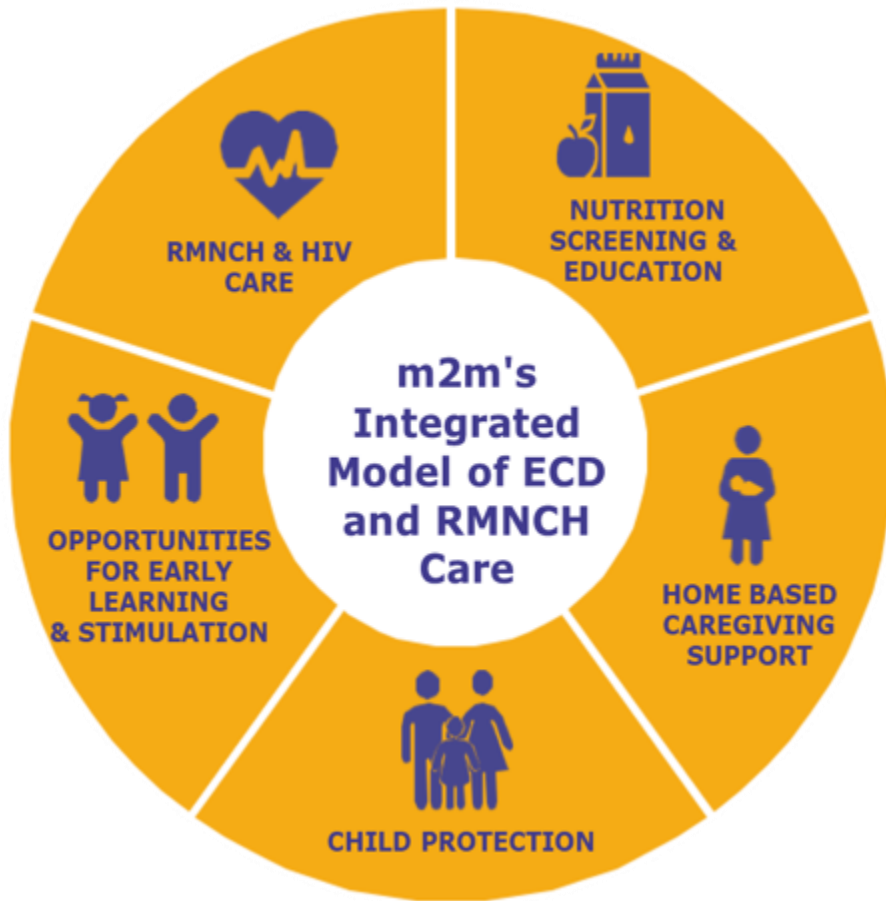 RMNCH & HIV
CARE
NUTRITION
SCREENING &
EDUCATION
m2m's
Integrated
Model of ECD
and RMNCH
Care
OPPORTUNITIES
FOR EARLY
LEARNING
& STIMULATION
HOME BASED
CAREGIVING
SUPPORT
CHILD PROTECTION